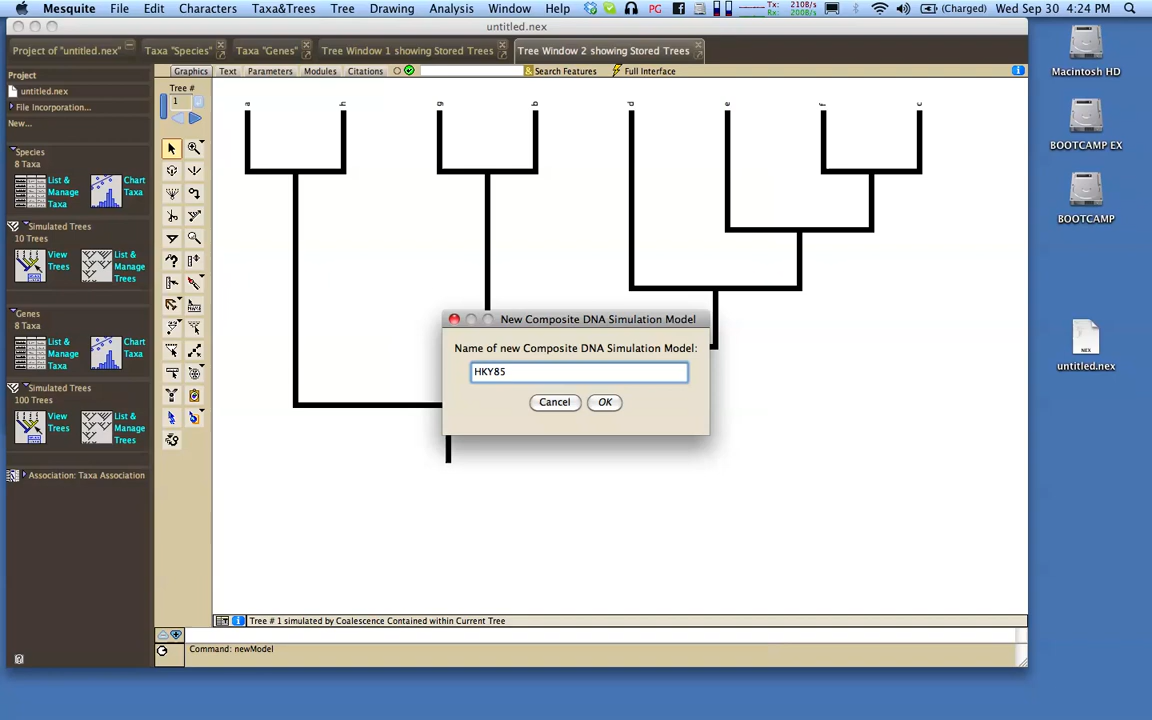 Mesquite File Edit Characters Taxa&Trees Tree Drawing Analysis Window Help PG Tx: 210B/s Rx: 200B/s (Charged) Wed Sep 30 4:24 PM
untitled.nex
Project of "untitled.nex" Taxa "Species" Taxa "Genes" Tree Window 1 showing Stored Trees Tree Window 2 showing Stored Trees
Project
untitled.nex
File Incorporation...
New...
Species
8 Taxa
List & Manage Taxa
Chart Taxa
Simulated Trees
10 Trees
View Trees
List & Manage Trees
Genes
8 Taxa
List & Manage Taxa
Chart Taxa
Simulated Trees
100 Trees
View Trees
List & Manage Trees
Association: Taxa Association
Graphics Text Parameters Modules Citations & Search Features Full Interface
Tree #
1
a h g b d e f c
New Composite DNA Simulation Model
Name of new Composite DNA Simulation Model:
HKY85
Cancel OK
Tree # 1 simulated by Coalescence Contained within Current Tree
Command: newModel
Macintosh HD
BOOTCAMP EX
BOOTCAMP
NEX
untitled.nex